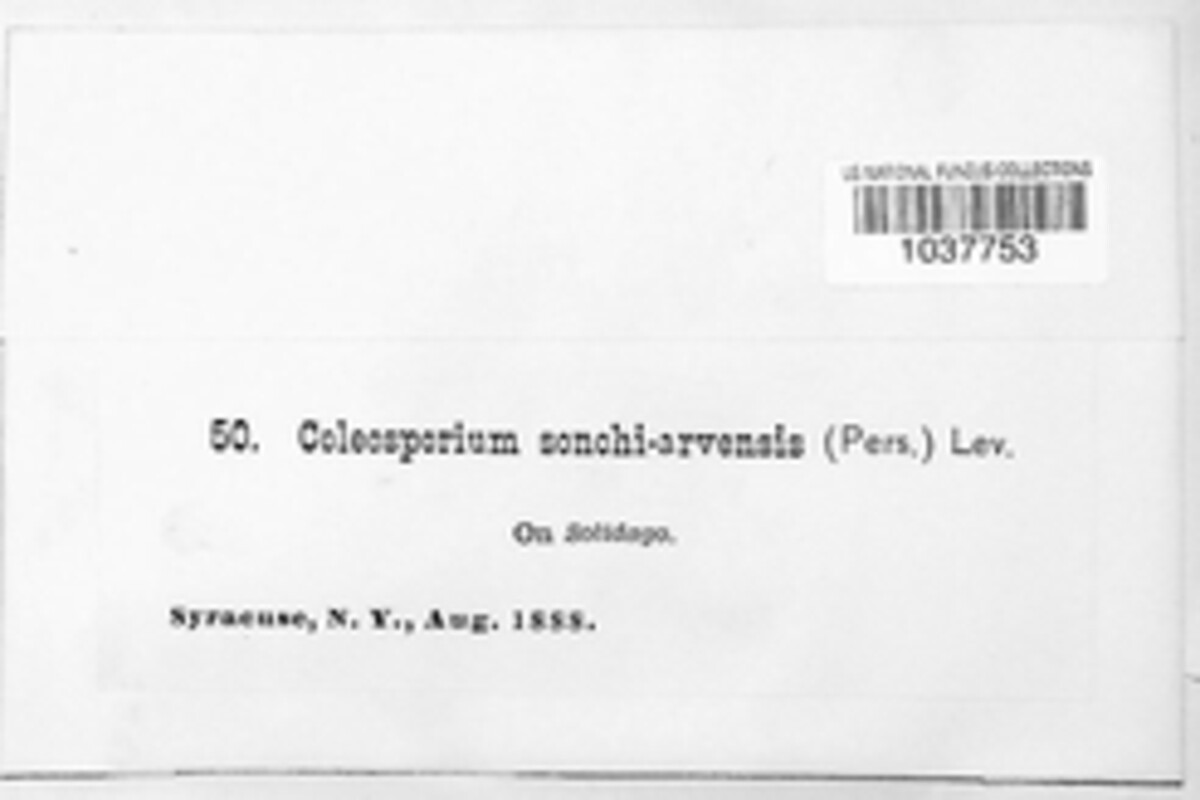 US NATIONAL FUNGUS COLLECTIONS
1037753
50. Coleosporium sonchi-arvensis (Pers.) Lev.
On Solidago.
Syracuse, N. Y., Aug. 1888.